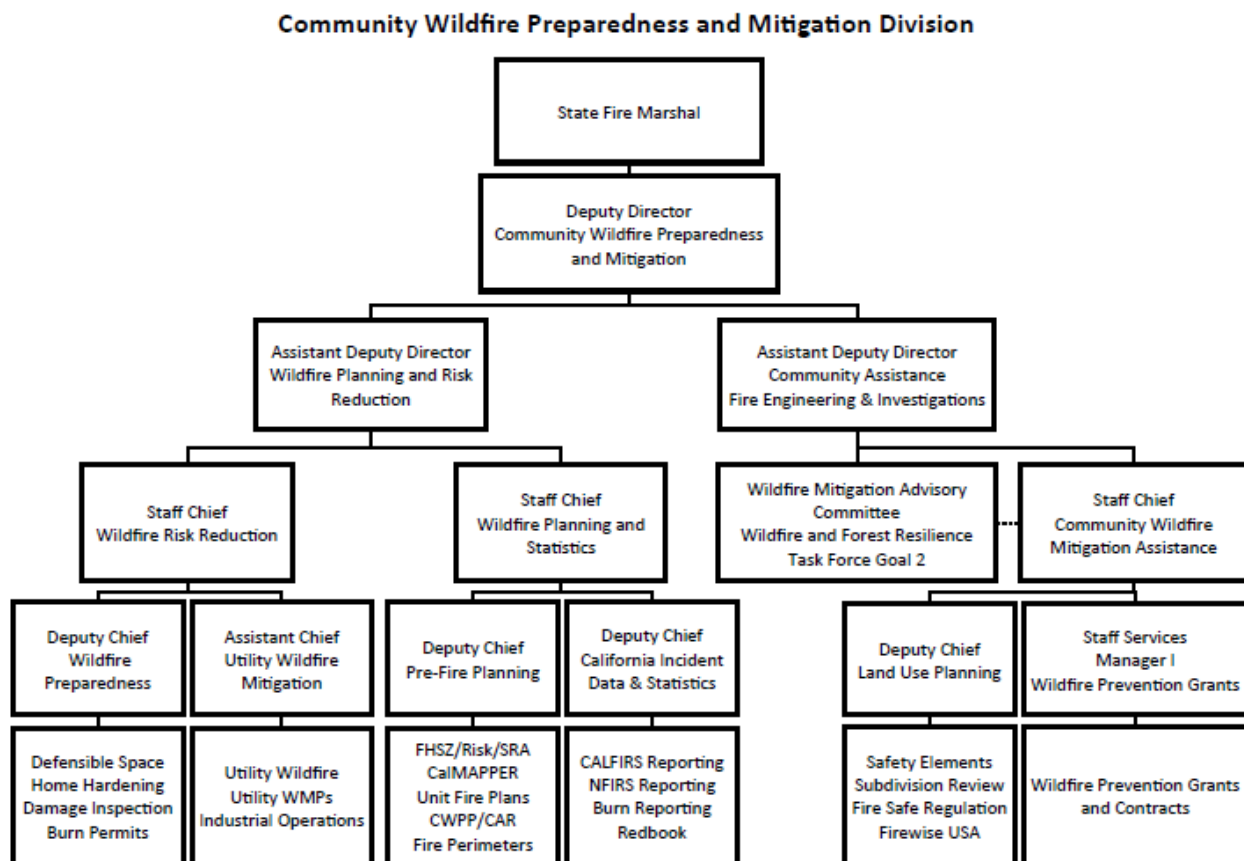 Community Wildfire Preparedness and Mitigation Division
State Fire Marshal
Deputy Director
Community Wildfire Preparedness
and Mitigation
Assistant Deputy Director
Wildfire Planning and Risk
Reduction
Assistant Deputy Director
Community Assistance
Fire Engineering & Investigations
Staff Chief
Wildfire Risk Reduction
Staff Chief
Wildfire Planning and
Statistics
Wildfire Mitigation Advisory
Committee
Wildfire and Forest Resilience
Task Force Goal 2
Staff Chief
Community Wildfire
Mitigation Assistance
Deputy Chief
Wildfire
Preparedness
Assistant Chief
Utility Wildfire
Mitigation
Deputy Chief
Pre-Fire Planning
Deputy Chief
California Incident
Data & Statistics
Deputy Chief
Land Use Planning
Staff Services
Manager I
Wildfire Prevention Grants
Defensible Space
Home Hardening
Damage Inspection
Burn Permits
Utility Wildfire
Utility WMPs
Industrial Operations
FHSZ/Risk/SRA
CalMAPPER
Unit Fire Plans
CWPP/CAR
Fire Perimeters
CALFIRS Reporting
NFIRS Reporting
Burn Reporting
Redbook
Safety Elements
Subdivision Review
Fire Safe Regulation
Firewise USA
Wildfire Prevention Grants
and Contracts